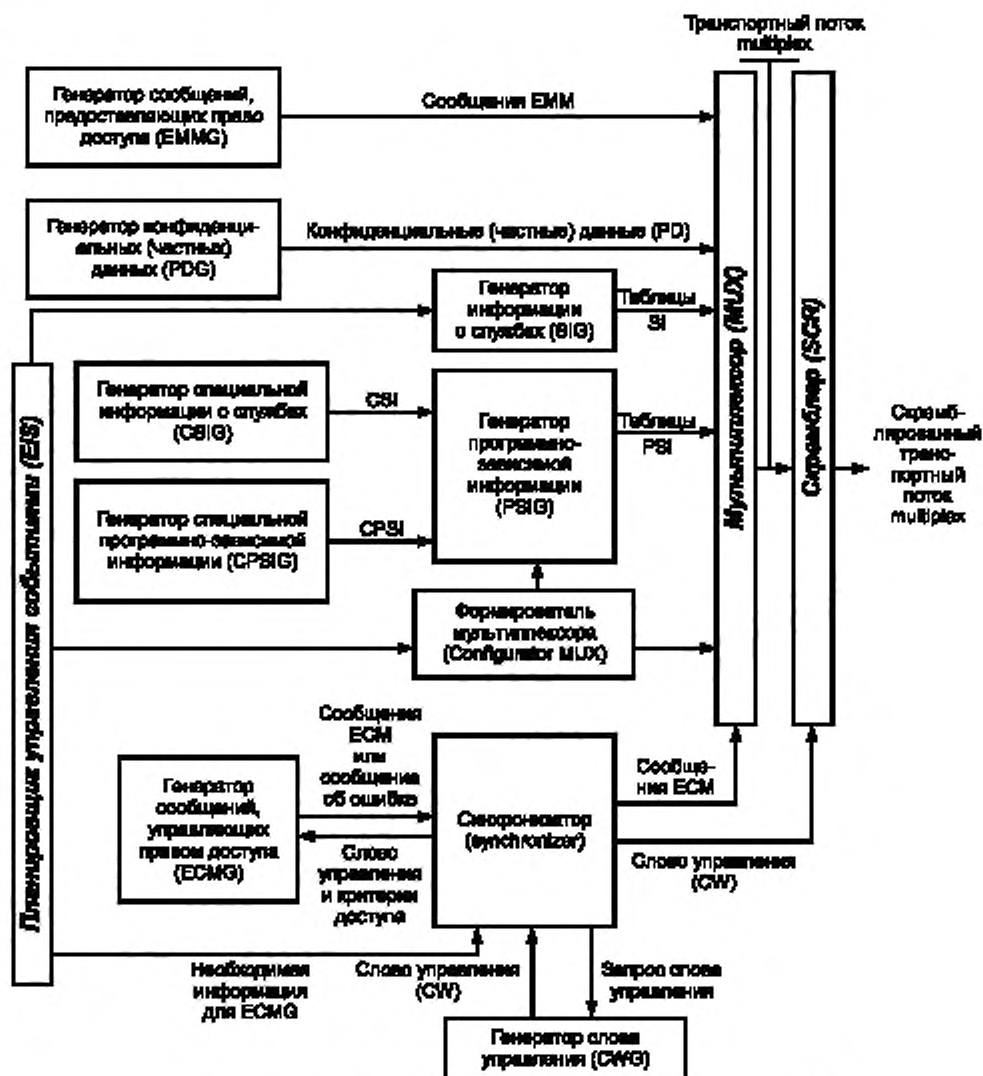 Транспортный поток
multiplex
Генератор сообщений,
предоставляющих право
доступа (EMMG)
Сообщения EMM
Генератор конфиденци-
альных (частных)
данных (PDG)
Конфиденциальные (частные) данные (PD)
Генератор
информации
о службах (SIG)
Таблицы
SI
Генератор специальной
информации о службах
(CSIG)
CSI
Генератор
программно-
зависимой
информации
(PSIG)
Таблицы
PSI
Генератор специальной
программно-зависимой
информации (CPSIG)
CPSI
Формирователь
мультиплексора
(Configurator MUX)
Планировщик управления событиями (EIS)
Мультиплексор (MUX)
Скремблер (SCR)
Скремб-
лированный
транс-
портный
поток
multiplex
Генератор
сообщений,
управляющих
правом доступа
(ECMG)
Сообщения
ECM
или
сообщение
об ошибке
Слово
управления
и критерии
доступа
Синхронизатор
(synchronizer)
Сообще-
ния ECM
Слово управления
(CW)
Необходимая
информация
для ECMG
Слово управления
(CW)
Запрос слова
управления
Генератор слова
управления (CWG)